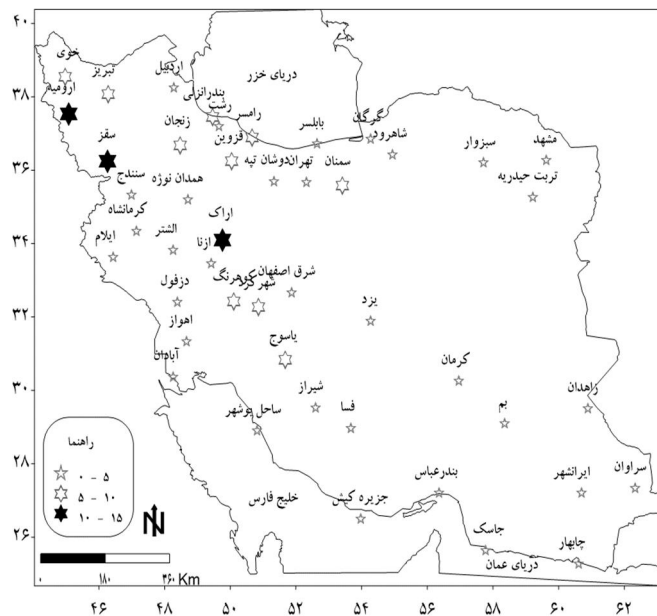 ۴۰
۳۸
۳۶
۳۴
۳۲
۳۰
28
26
۴۶ ۴۸ ۵۰ ۵۲ ۵۴ ۵۶ ۵۸ ۶۰ ۶۲
خوی
تبریز
اردبیل
ارومیه
دریای خزر
بندرانزلی
رشت
رامسر
زنجان
قزوین
بابلسر
گرگان
شاهرود
سقز
سنندج
همدان نوژه
دوشان تپه
تهران
سمنان
سبزوار
مشهد
تربت حیدریه
کرمانشاه
ایلام
الشتر
اراک
ازنا
دزفول
کوهرنگ
شهرکرد
شرق اصفهان
یزد
اهواز
آبادان
یاسوج
کرمان
زاهدان
شیراز
فسا
بم
ساحل بوشهر
خلیج فارس
جزیره کیش
بندرعباس
ایرانشهر
سراوان
جاسک
چابهار
دریای عمان
راهنما
۰ - ۵
۵ - ۱۰
۱۰ - ۱۵
N
۰ ۱۸۰ ۳۶۰ Km